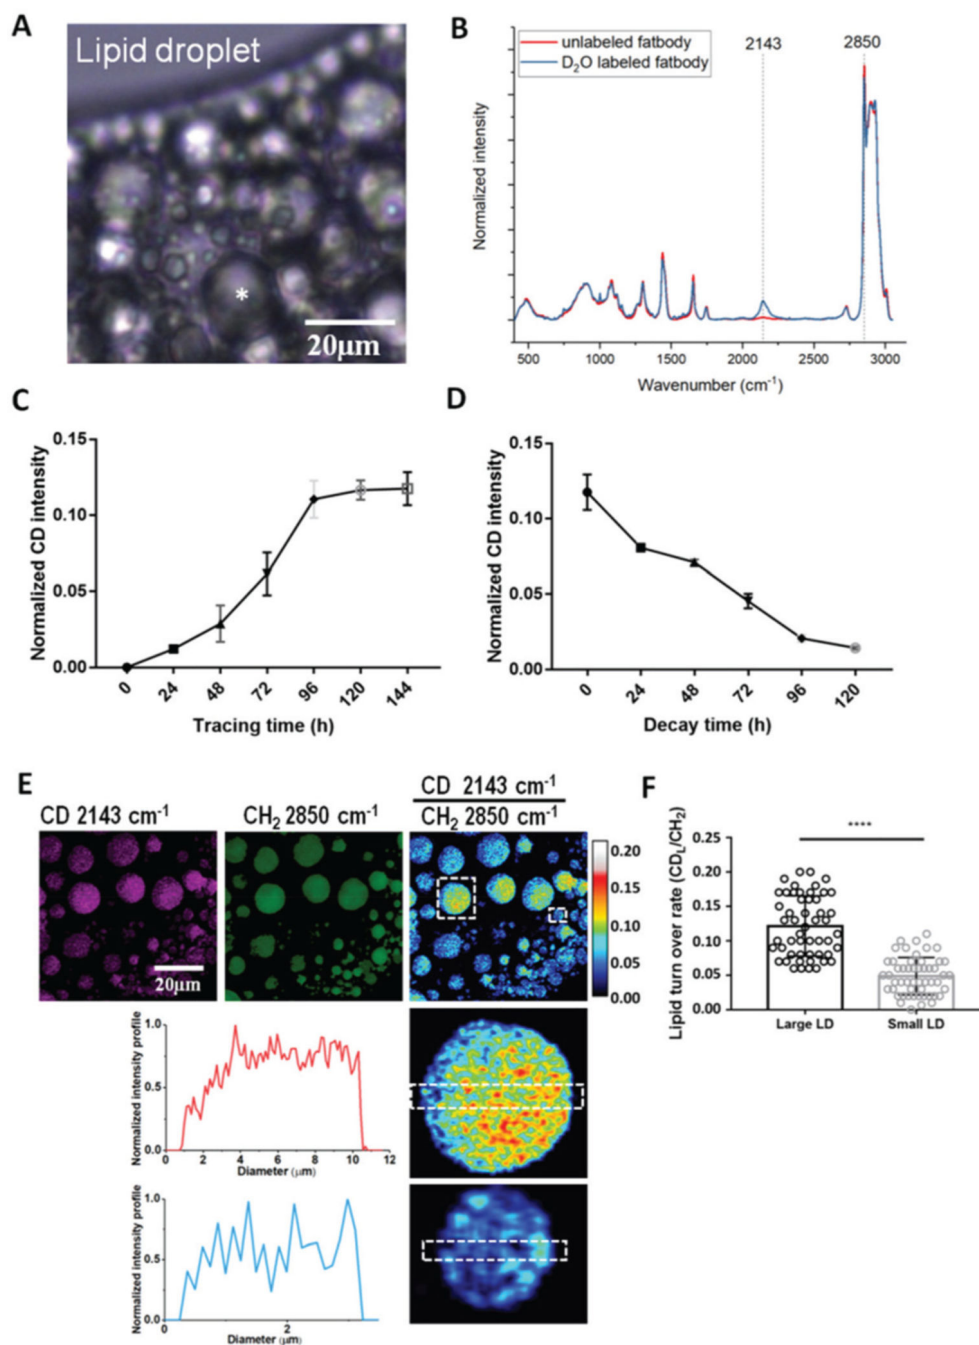 A
Lipid droplet
*
20μm
B
unlabeled fatbody
D₂O labeled fatbody
2143
2850
Normalized intensity
500
1000
1500
2000
2500
3000
Wavenumber (cm⁻¹)
C
Normalized CD intensity
0.15
0.10
0.05
0.00
0
24
48
72
96
120
144
Tracing time (h)
D
Normalized CD intensity
0.15
0.10
0.05
0.00
0
24
48
72
96
120
Decay time (h)
E
CD 2143 cm⁻¹
CH₂ 2850 cm⁻¹
CD 2143 cm⁻¹
CH₂ 2850 cm⁻¹
20μm
0.20
0.15
0.10
0.05
0.00
Normalized intensity profile
1.0
0.5
0.0
0
2
4
6
8
10
12
Diameter (μm)
Normalized intensity profile
1.0
0.5
0.0
0
2
Diameter (μm)
F
Lipid turn over rate (CD_L/CH₂)
0.25
0.20
0.15
0.10
0.05
0.00
****
Large LD
Small LD